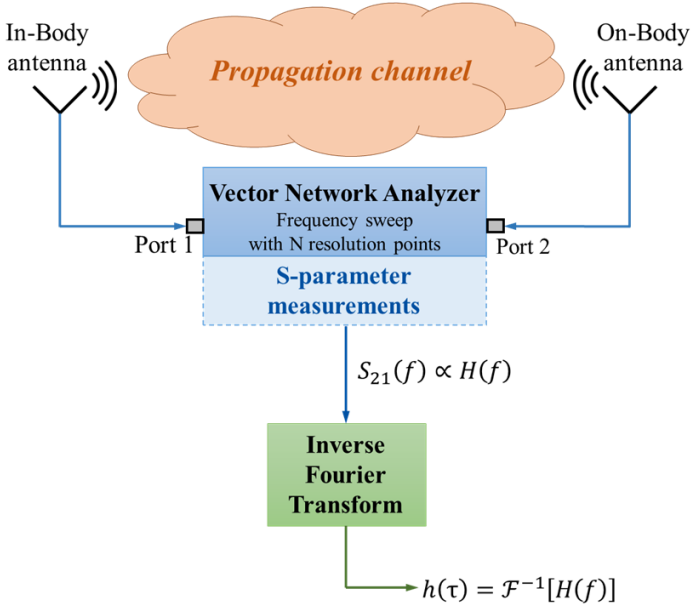 In-Body
antenna
Propagation channel
On-Body
antenna
Vector Network Analyzer
Frequency sweep
with N resolution points
Port 1
Port 2
S-parameter
measurements
S₂₁(f) ∝ H(f)
Inverse
Fourier
Transform
h(τ) = ℱ⁻¹[H(f)]